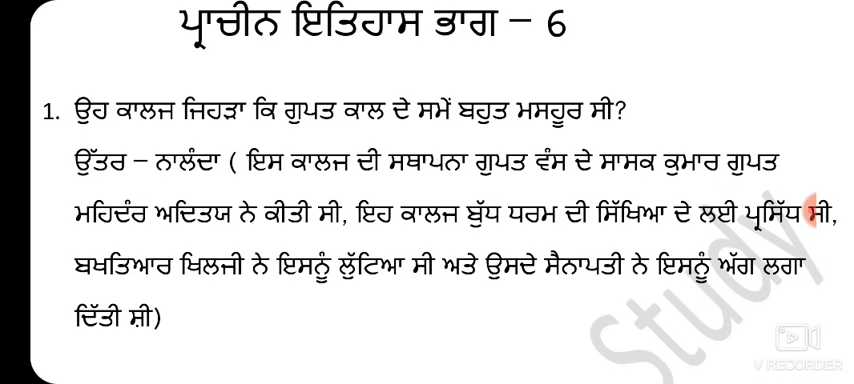 ਪ੍ਰਾਚੀਨ ਇਤਿਹਾਸ ਭਾਗ – 6
1. ਉਹ ਕਾਲਜ ਜਿਹੜਾ ਕਿ ਗੁਪਤ ਕਾਲ ਦੇ ਸਮੇਂ ਬਹੁਤ ਮਸਹੂਰ ਸੀ?
ਉੱਤਰ – ਨਾਲੰਦਾ ( ਇਸ ਕਾਲਜ ਦੀ ਸਥਾਪਨਾ ਗੁਪਤ ਵੰਸ ਦੇ ਸਾਸਕ ਕੁਮਾਰ ਗੁਪਤ
ਮਹਿਦੰਰ ਅਦਿਤਯ ਨੇ ਕੀਤੀ ਸੀ, ਇਹ ਕਾਲਜ ਬੁੱਧ ਧਰਮ ਦੀ ਸਿੱਖਿਆ ਦੇ ਲਈ ਪ੍ਰਸਿੱਧ ਸੀ,
ਬਖਤਿਆਰ ਖਿਲਜੀ ਨੇ ਇਸਨੂੰ ਲੁੱਟਿਆ ਸੀ ਅਤੇ ਉਸਦੇ ਸੈਨਾਪਤੀ ਨੇ ਇਸਨੂੰ ਅੱਗ ਲਗਾ
ਦਿੱਤੀ ਸ਼ੀ)
Study
V RECORDER